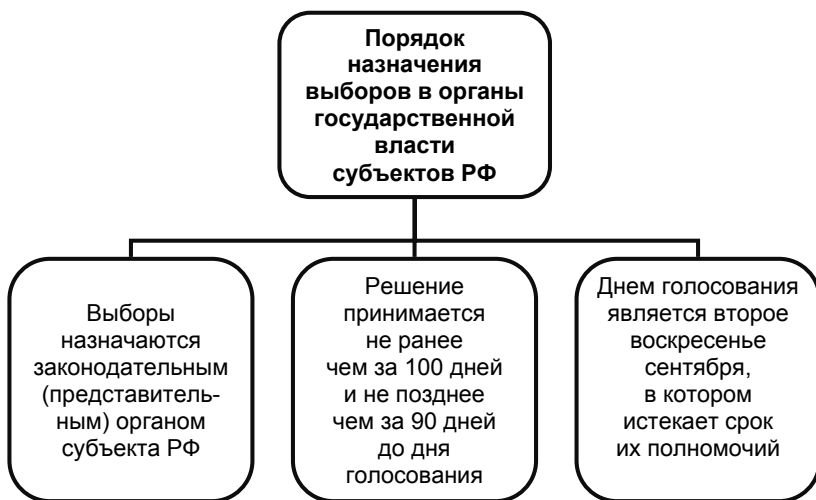 Порядок
назначения
выборов в органы
государственной
власти
субъектов РФ
Выборы
назначаются
законодательным
(представитель-
ным) органом
субъекта РФ
Решение
принимается
не ранее
чем за 100 дней
и не позднее
чем за 90 дней
до дня
голосования
Днем голосования
является второе
воскресенье
сентября,
в котором
истекает срок
их полномочий